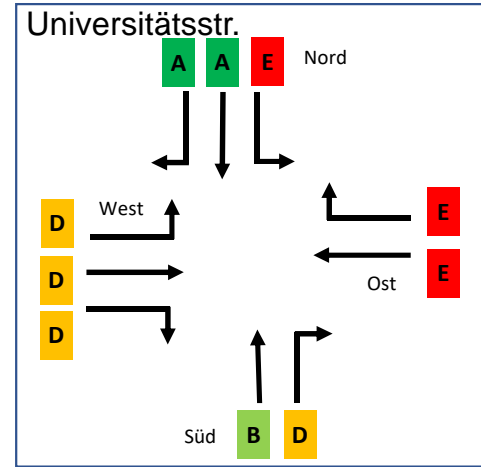 Universitätsstr.
A A E Nord
West
D
D
D
E
E
Ost
Süd B D